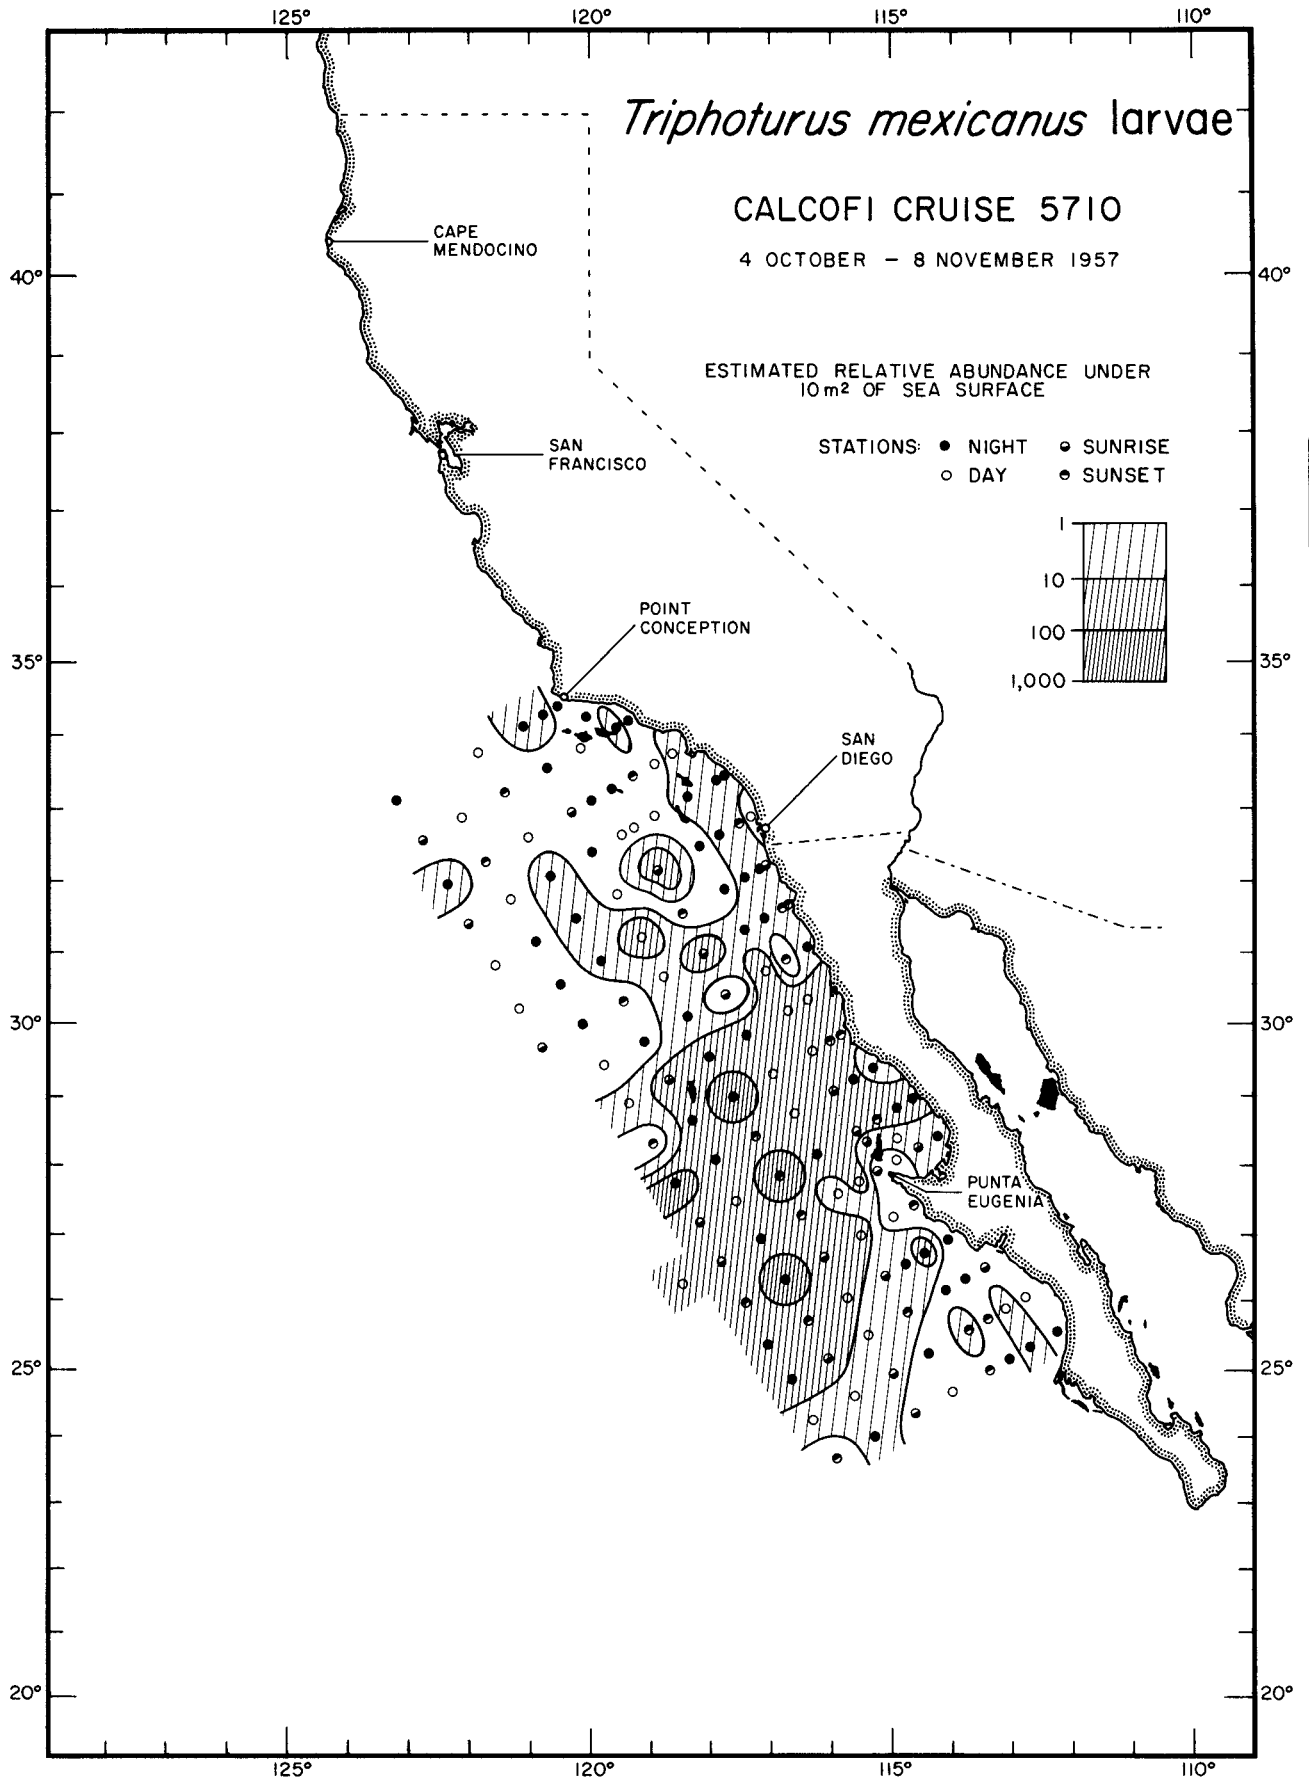 125° 120° 115° 110°
Triphoturus mexicanus larvae
CALCOFI CRUISE 5710
4 OCTOBER – 8 NOVEMBER 1957
CAPE
MENDOCINO
40° 40°
ESTIMATED RELATIVE ABUNDANCE UNDER
10m² OF SEA SURFACE
STATIONS: NIGHT SUNRISE
DAY SUNSET
SAN
FRANCISCO
1
10
100
1,000
POINT
CONCEPTION
35° 35°
SAN
DIEGO
30° 30°
PUNTA
EUGENIA
25° 25°
20° 20°
125° 120° 115° 110°